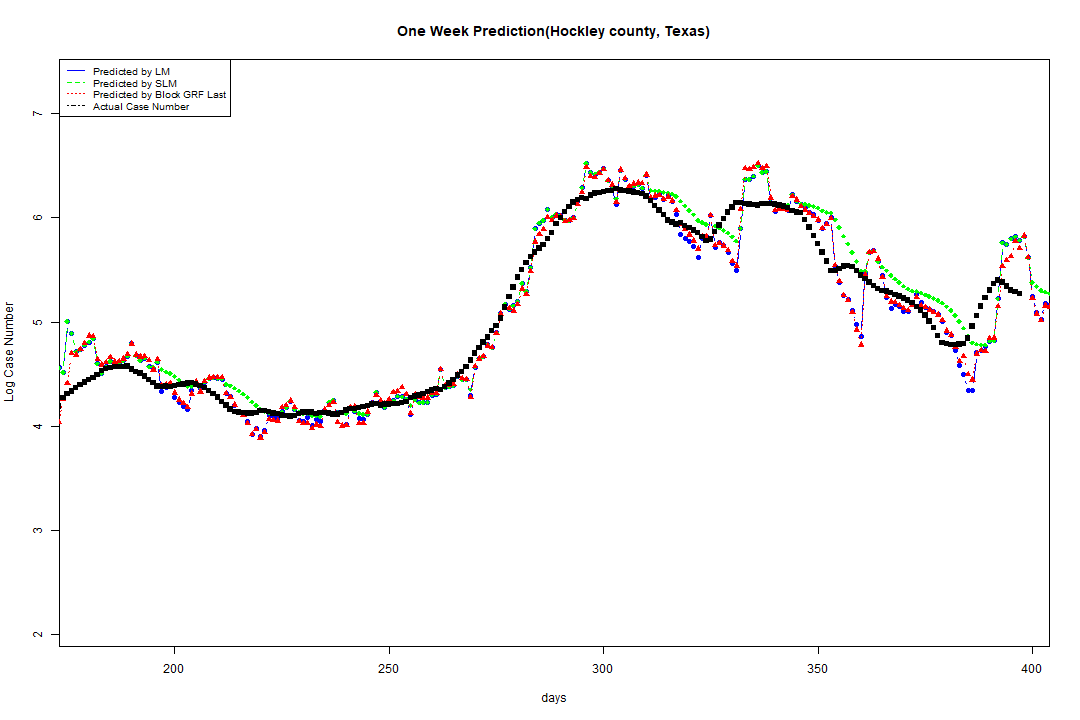 One Week Prediction(Hockley county, Texas)
Predicted by LM
Predicted by SLM
Predicted by Block GRF Last
Actual Case Number
7
6
5
4
3
2
Log Case Number
200 250 300 350 400
days